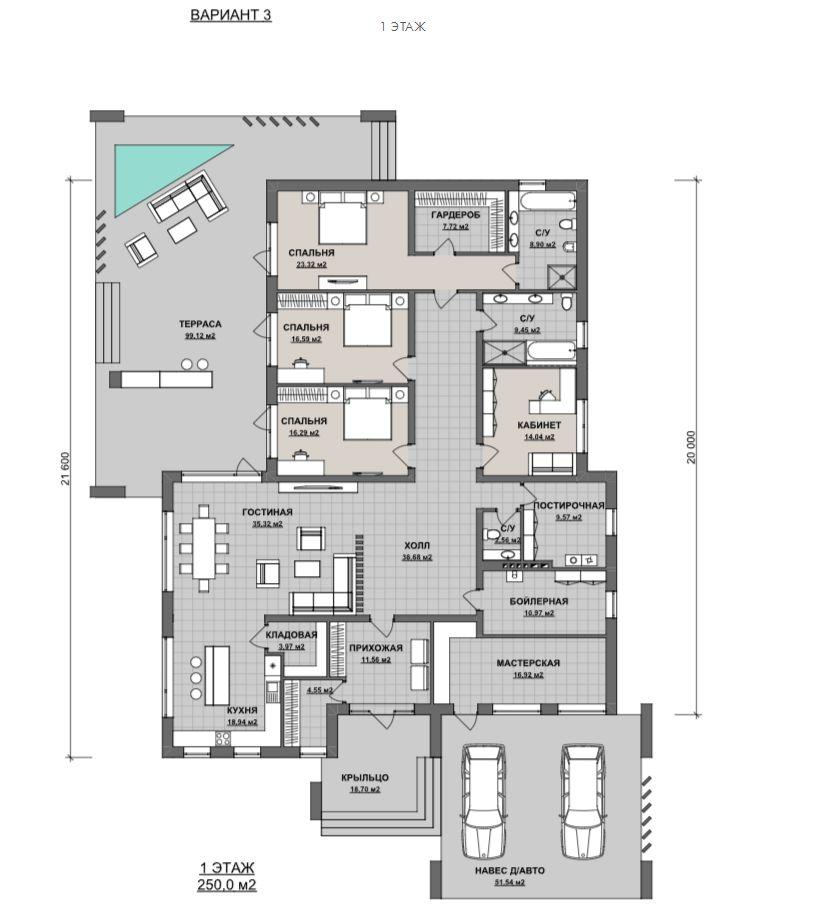 ВАРИАНТ 3
1 ЭТАЖ
ГАРДЕРОБ
7.72 м2
С/У
8.90 м2
СПАЛЬНЯ
23.32 м2
ТЕРРАСА
99.12 м2
СПАЛЬНЯ
16.59 м2
С/У
9.45 м2
СПАЛЬНЯ
16.29 м2
КАБИНЕТ
14.04 м2
21 600
20 000
ГОСТИНАЯ
35.32 м2
ПОСТИРОЧНАЯ
9.57 м2
С/У
2.56 м2
ХОЛЛ
38.68 м2
БОЙЛЕРНАЯ
10.97 м2
КЛАДОВАЯ
3.97 м2
ПРИХОЖАЯ
11.56 м2
МАСТЕРСКАЯ
16.92 м2
4.55 м2
КУХНЯ
18.94 м2
КРЫЛЬЦО
18.70 м2
НАВЕС Д/АВТО
51.54 м2
1 ЭТАЖ
250,0 м2